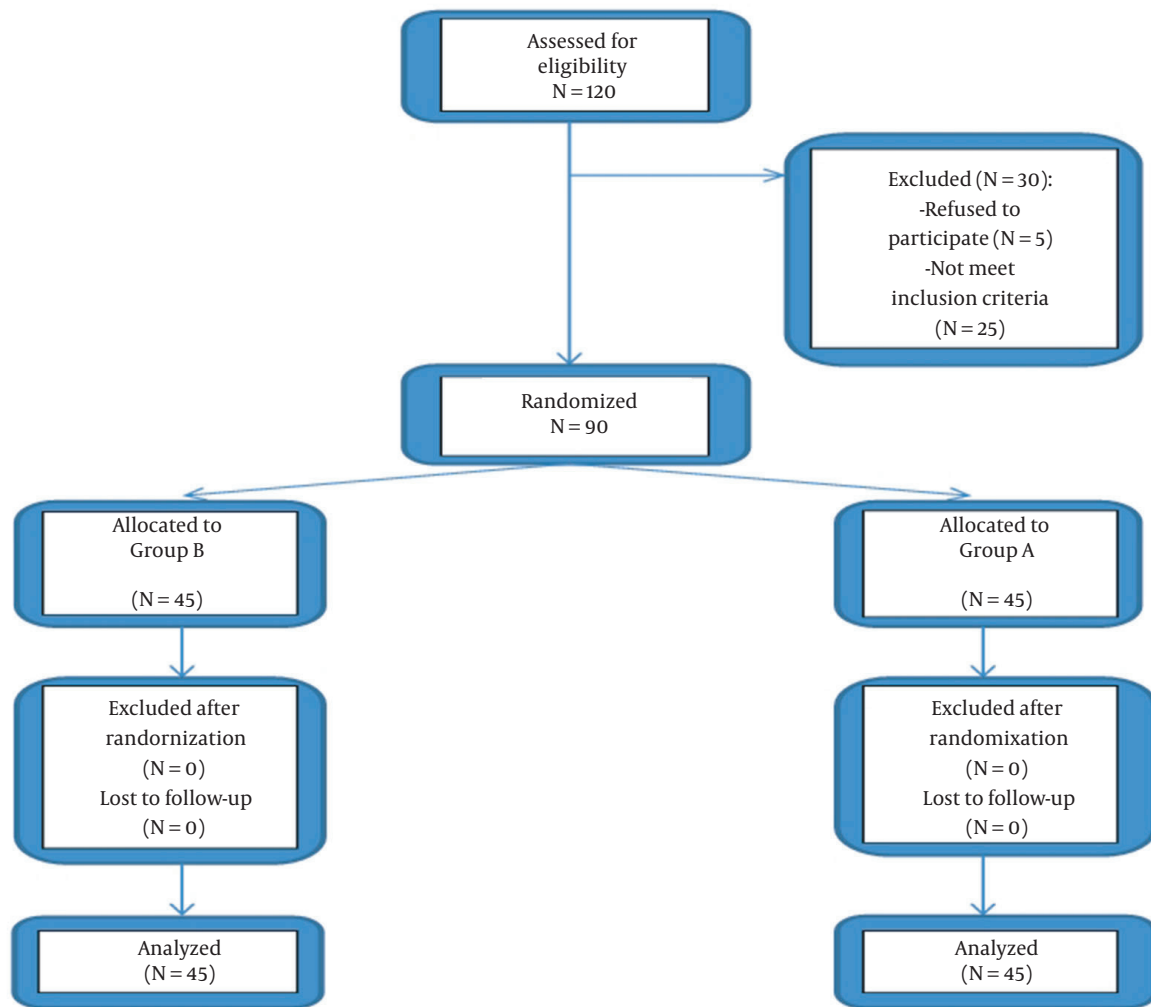 Assessed for
eligibility
N = 120
Excluded (N = 30):
-Refused to
participate (N = 5)
-Not meet
inclusion criteria
(N = 25)
Randomized
N = 90
Allocated to
Group B
(N = 45)
Allocated to
Group A
(N = 45)
Excluded after
randornization
(N = 0)
Lost to follow-up
(N = 0)
Excluded after
randomixation
(N = 0)
Lost to follow-up
(N = 0)
Analyzed
(N = 45)
Analyzed
(N = 45)